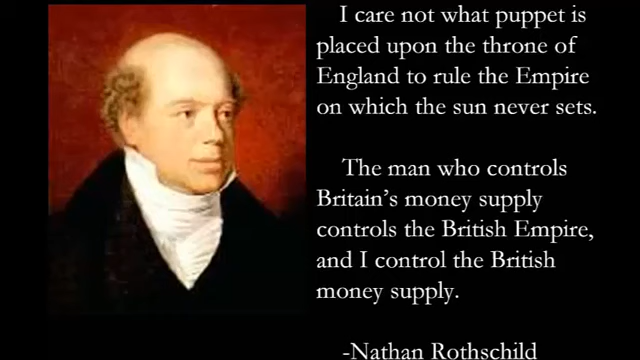 I care not what puppet is
placed upon the throne of
England to rule the Empire
on which the sun never sets.
The man who controls
Britain's money supply
controls the British Empire,
and I control the British
money supply.
-Nathan Rothschild